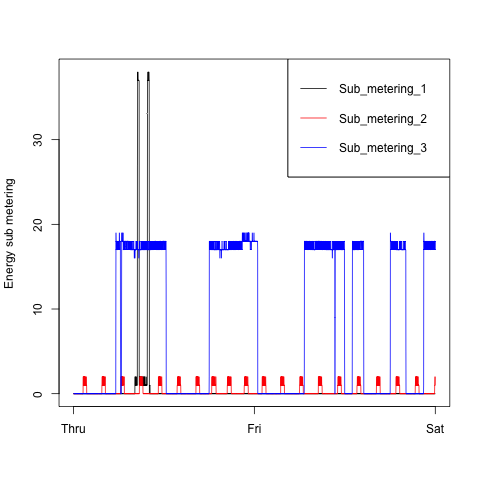 Sub_metering_1
Sub_metering_2
Sub_metering_3
Energy sub metering
30
20
10
0
Thru
Fri
Sat